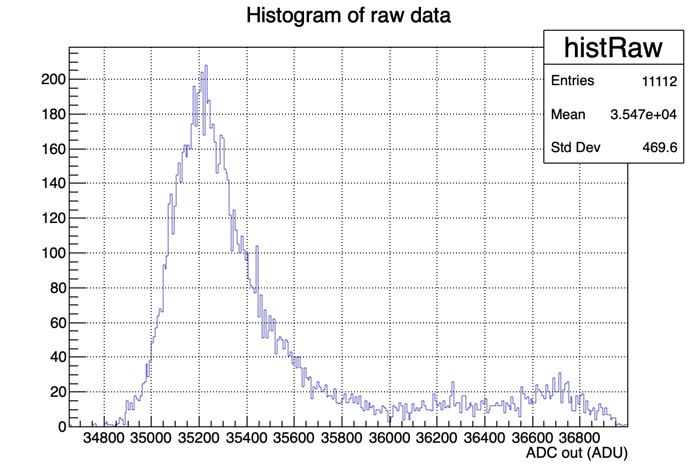 Histogram of raw data
histRaw
Entries 11112
Mean 3.547e+04
Std Dev 469.6
200
180
160
140
120
100
80
60
40
20
0
34800 35000 35200 35400 35600 35800 36000 36200 36400 36600 36800
ADC out (ADU)